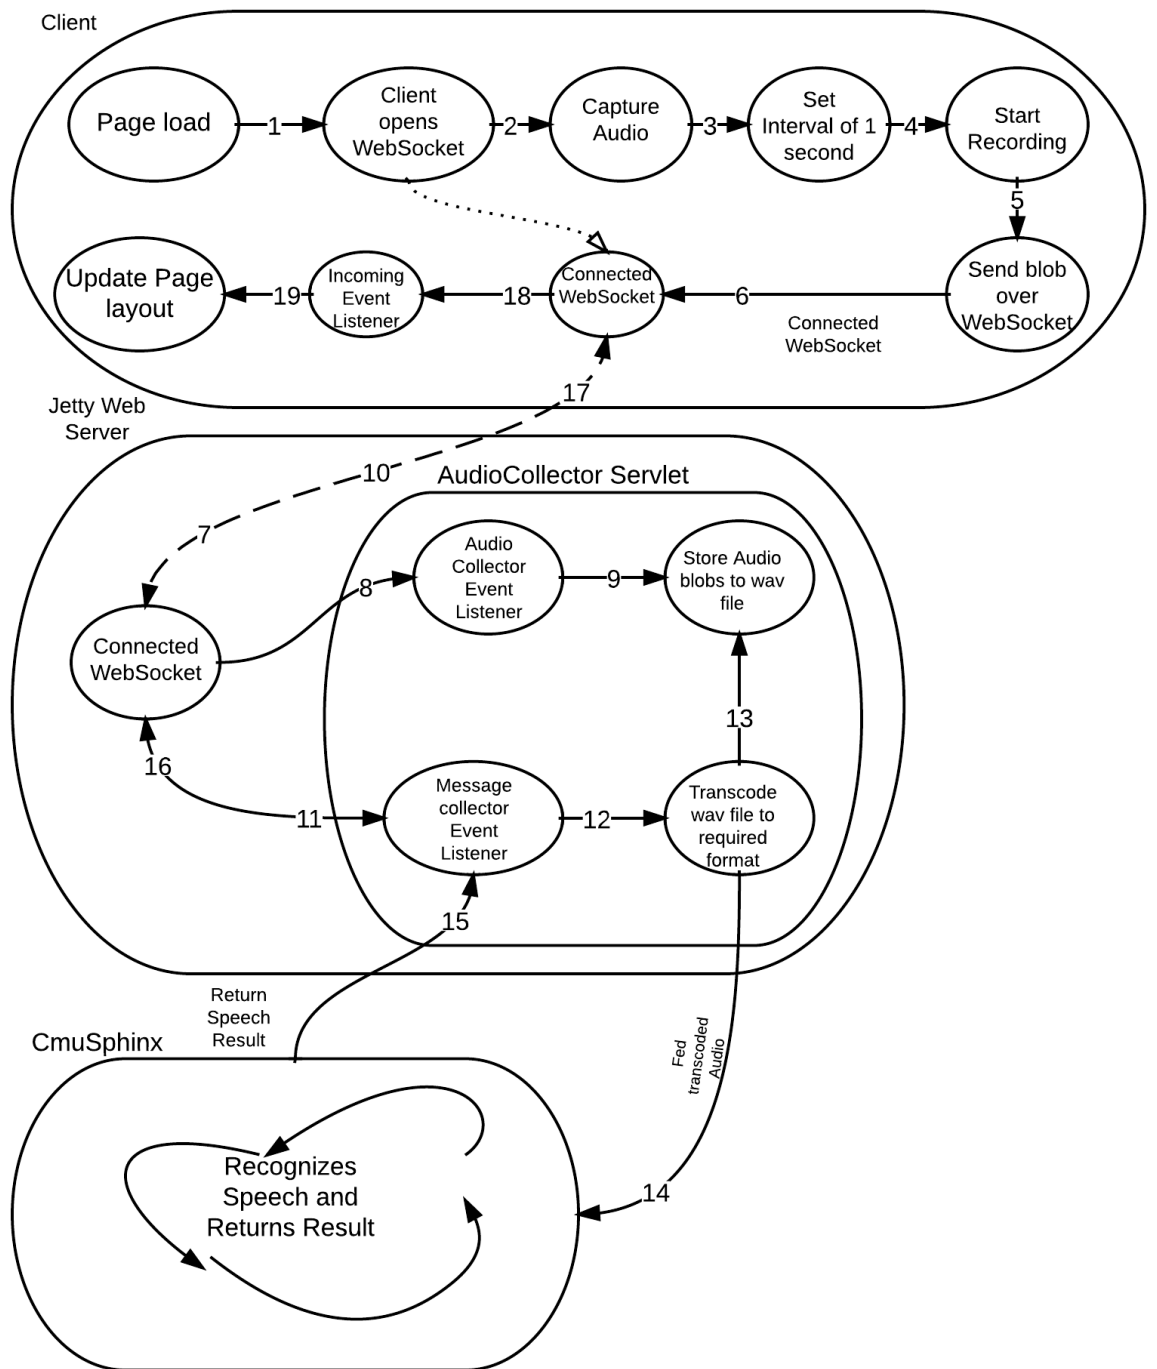 Client
Page load
1
Client
opens
WebSocket
2
Capture
Audio
3
Set
Interval of 1
second
4
Start
Recording
5
Update Page
layout
19
Incoming
Event
Listener
18
Connected
WebSocket
6
Connected
WebSocket
Send blob
over
WebSocket
17
Jetty Web
Server
10
7
AudioCollector Servlet
Audio
Collector
Event
Listener
8
9
Store Audio
blobs to wav
file
Connected
WebSocket
13
16
11
Message
collector
Event
Listener
12
Transcode
wav file to
required
format
15
Return
Speech
Result
Fed
transcoded
Audio
CmuSphinx
Recognizes
Speech and
Returns Result
14